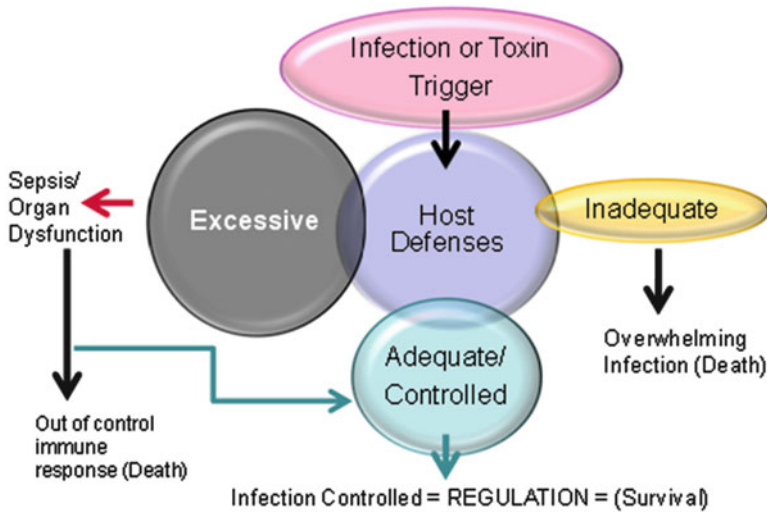 Infection or Toxin
Trigger
Sepsis/
Organ
Dysfunction
Excessive
Host
Defenses
Inadequate
Overwhelming
Infection (Death)
Adequate/
Controlled
Out of control
immune
response (Death)
Infection Controlled = REGULATION = (Survival)